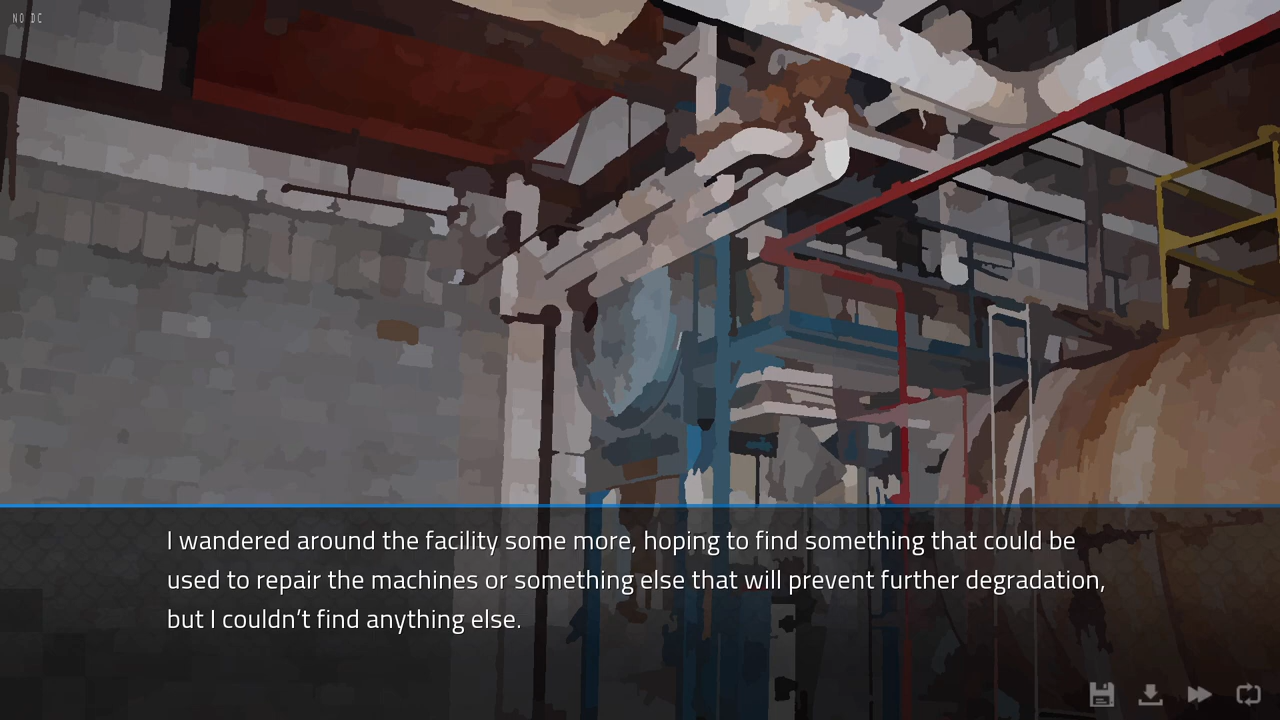 NO DC
I wandered around the facility some more, hoping to find something that could be
used to repair the machines or something else that will prevent further degradation,
but I couldn’t find anything else.